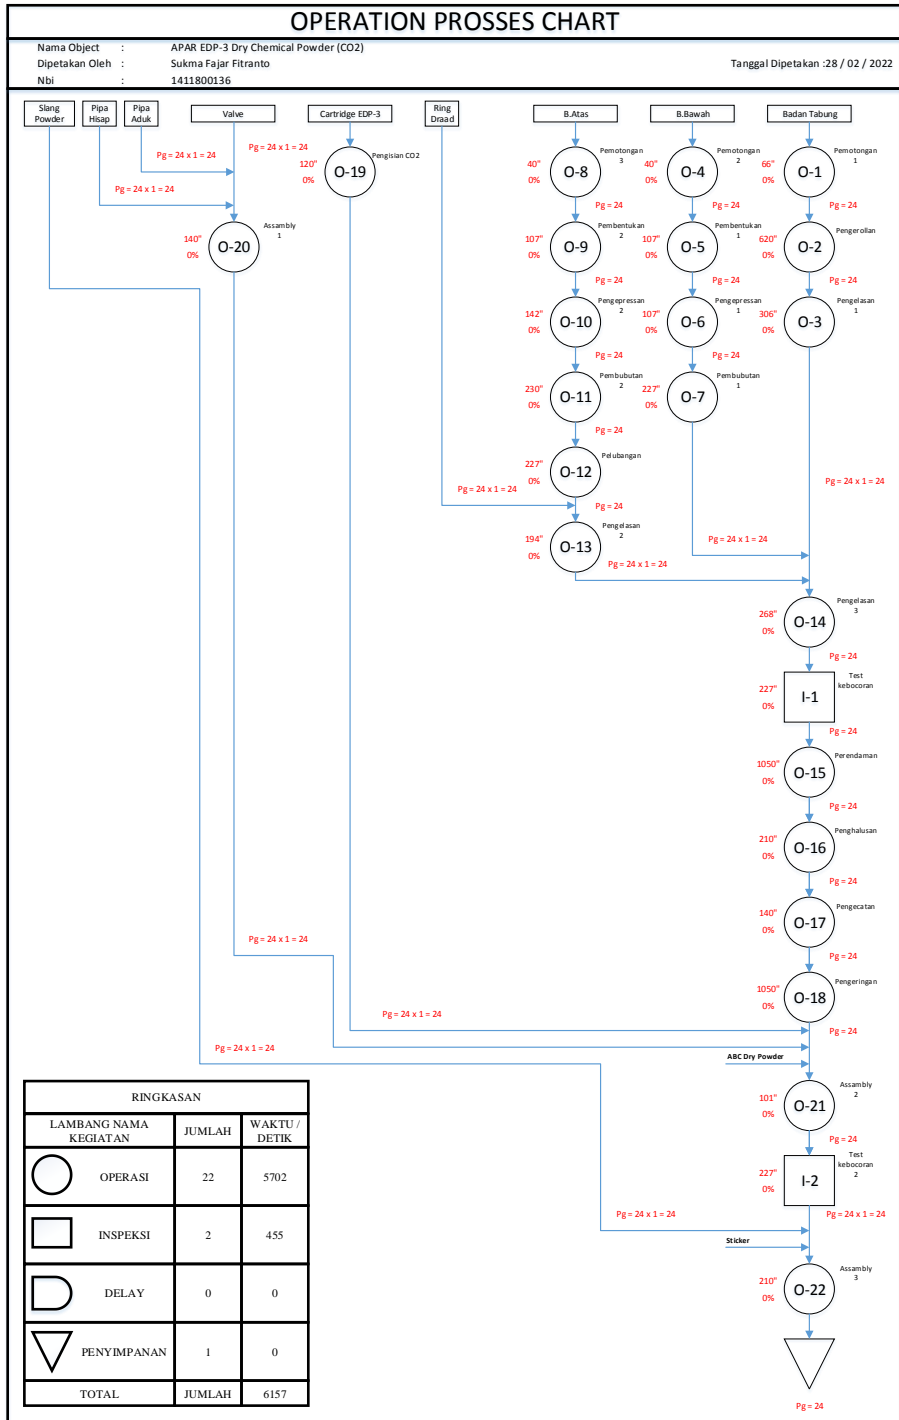 OPERATION PROSSES CHART
Nama Object : APAR EDP-3 Dry Chemical Powder (CO2)
Dipetakan Oleh : Sukma Fajar Fitranto
Tanggal Dipetakan :28 / 02 / 2022
Nbi : 1411800136
Slang Powder
Pipa Hisap
Pipa Aduk
Valve
Cartridge EDP-3
Ring Draad
B.Atas
B.Bawah
Badan Tabung
Pg = 24 x 1 = 24
Pg = 24 x 1 = 24
Pg = 24 x 1 = 24
140"
0%
O-20
Assambly 1
120"
0%
O-19
Pengisian CO2
40"
0%
O-8
Pemotongan 3
Pg = 24
107"
0%
O-9
Pembentukan 2
Pg = 24
142"
0%
O-10
Pengepressan 2
Pg = 24
230"
0%
O-11
Pembubutan 2
Pg = 24
227"
0%
O-12
Pelubangan
Pg = 24 x 1 = 24
Pg = 24
194"
0%
O-13
Pengelasan 2
Pg = 24 x 1 = 24
40"
0%
O-4
Pemotongan 2
Pg = 24
107"
0%
O-5
Pembentukan 1
Pg = 24
107"
0%
O-6
Pengepressan 1
Pg = 24
227"
0%
O-7
Pembubutan 1
Pg = 24 x 1 = 24
66"
0%
O-1
Pemotongan 1
Pg = 24
620"
0%
O-2
Pengerollan
Pg = 24
306"
0%
O-3
Pengelasan 1
Pg = 24 x 1 = 24
268"
0%
O-14
Pengelasan 3
Pg = 24
227"
0%
I-1
Test kebocoran
Pg = 24
1050"
0%
O-15
Perendaman
Pg = 24
210"
0%
O-16
Penghalusan
Pg = 24
140"
0%
O-17
Pengecatan
Pg = 24
1050"
0%
O-18
Pengeringan
Pg = 24
Pg = 24 x 1 = 24
Pg = 24 x 1 = 24
Pg = 24 x 1 = 24
ABC Dry Powder
101"
0%
O-21
Assambly 2
Pg = 24
227"
0%
I-2
Test kebocoran 2
Pg = 24 x 1 = 24
Pg = 24 x 1 = 24
Sticker
210"
0%
O-22
Assambly 3
Pg = 24
RINGKASAN
LAMBANG NAMA KEGIATAN
JUMLAH
WAKTU / DETIK
OPERASI 22 5702
INSPEKSI 2 455
DELAY 0 0
PENYIMPANAN 1 0
TOTAL JUMLAH 6157